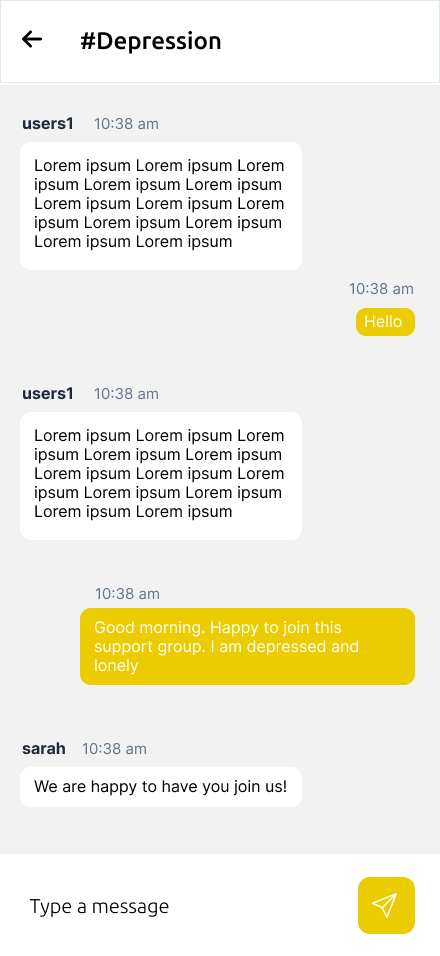 #Depression
users1 10:38 am
Lorem ipsum Lorem ipsum Lorem
ipsum Lorem ipsum Lorem ipsum
Lorem ipsum Lorem ipsum Lorem
ipsum Lorem ipsum Lorem ipsum
Lorem ipsum Lorem ipsum
10:38 am
Hello
users1 10:38 am
Lorem ipsum Lorem ipsum Lorem
ipsum Lorem ipsum Lorem ipsum
Lorem ipsum Lorem ipsum Lorem
ipsum Lorem ipsum Lorem ipsum
Lorem ipsum Lorem ipsum
10:38 am
Good morning. Happy to join this
support group. I am depressed and
lonely
sarah 10:38 am
We are happy to have you join us!
Type a message